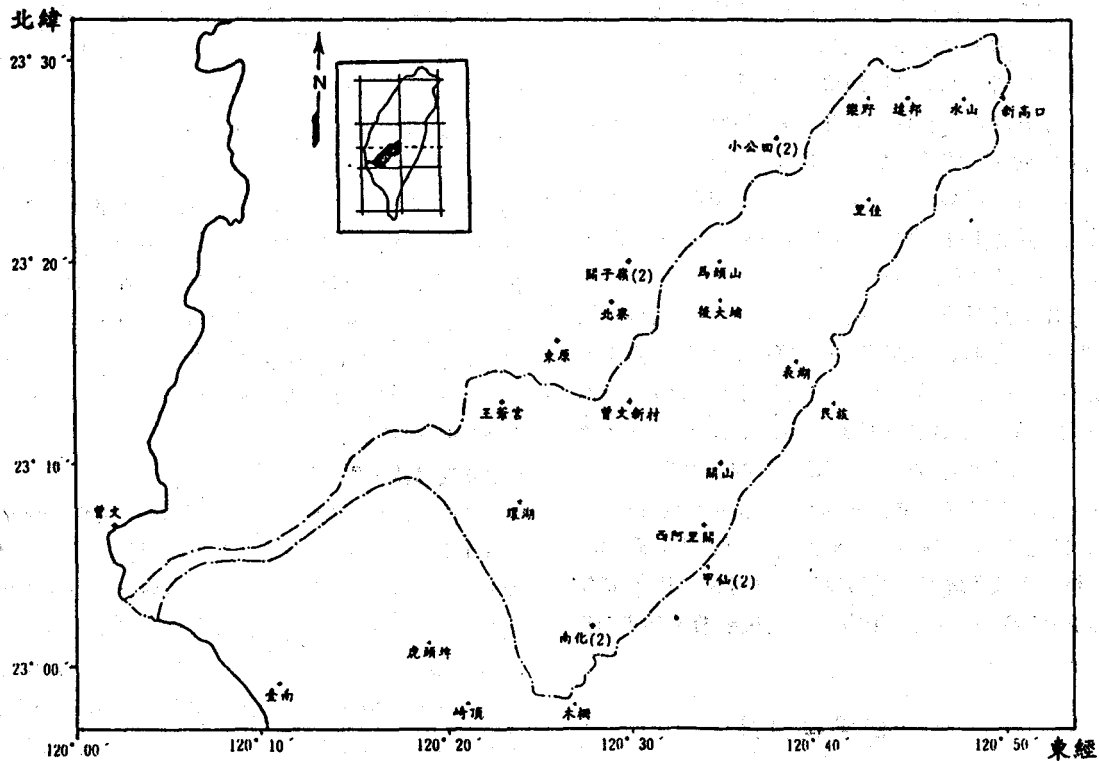 北緯
23° 30′
N
樂野
達邦
水山
新高口
小公田(2)
里佳
23° 20′
關子嶺(2)
馬頭山
北寮
後大埔
東原
表湖
王爺宮
曾文新村
民族
23° 10′
關山
曾文
環湖
西阿里關
甲仙(2)
南化(2)
23° 00′
虎頭埤
臺南
崎頂
木柵
120° 00′
120° 10′
120° 20′
120° 30′
120° 40′
120° 50′
東經